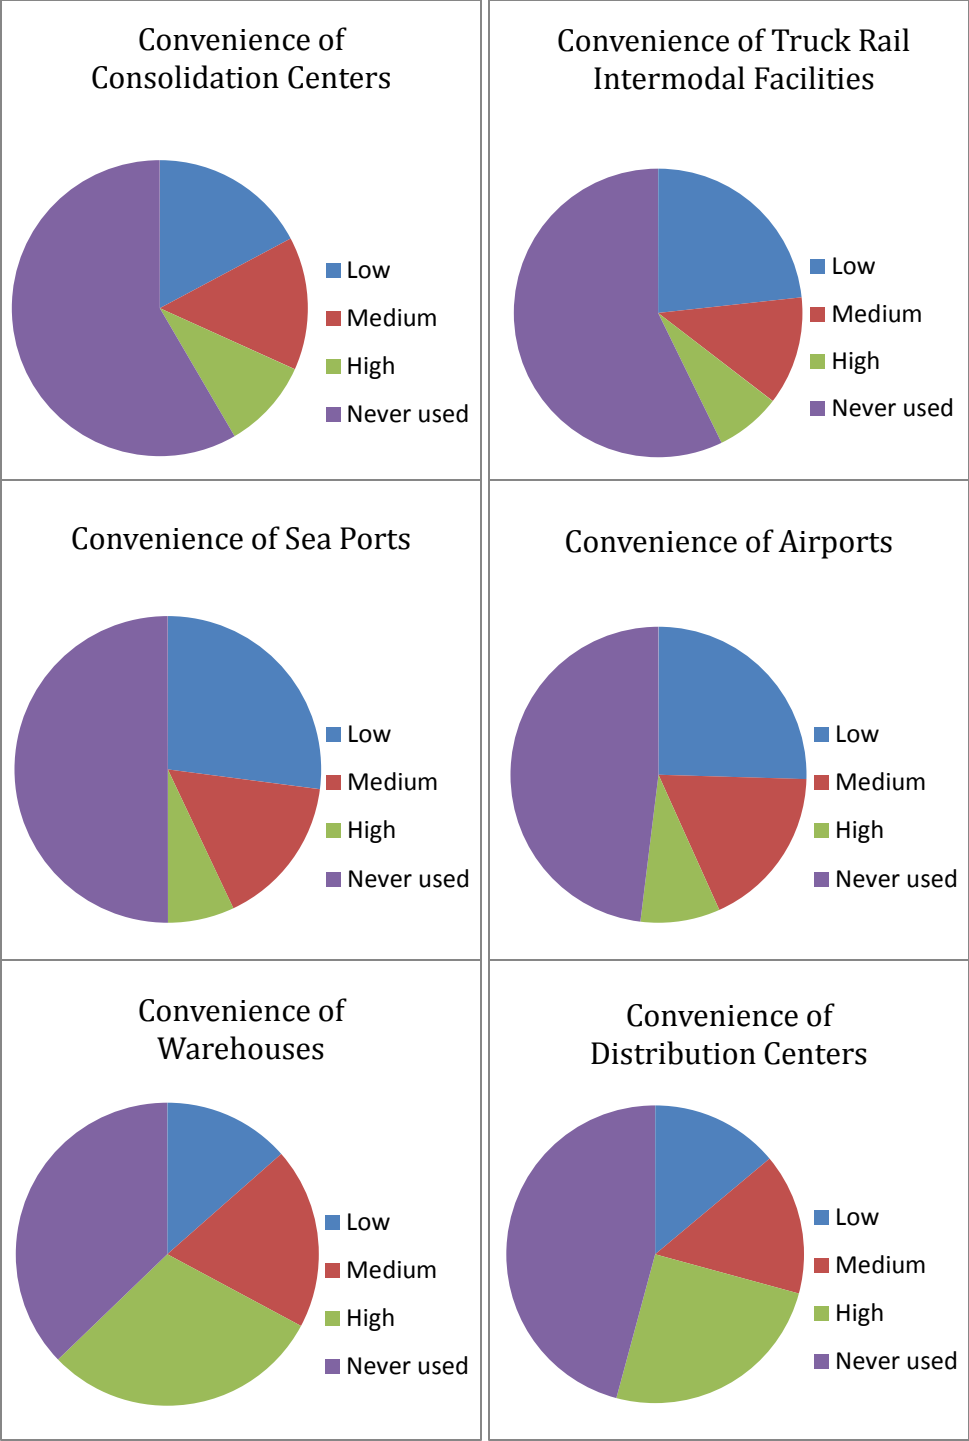 Convenience of
Consolidation Centers
Low
Medium
High
Never used
Convenience of Truck Rail
Intermodal Facilities
Low
Medium
High
Never used
Convenience of Sea Ports
Low
Medium
High
Never used
Convenience of Airports
Low
Medium
High
Never used
Convenience of
Warehouses
Low
Medium
High
Never used
Convenience of
Distribution Centers
Low
Medium
High
Never used